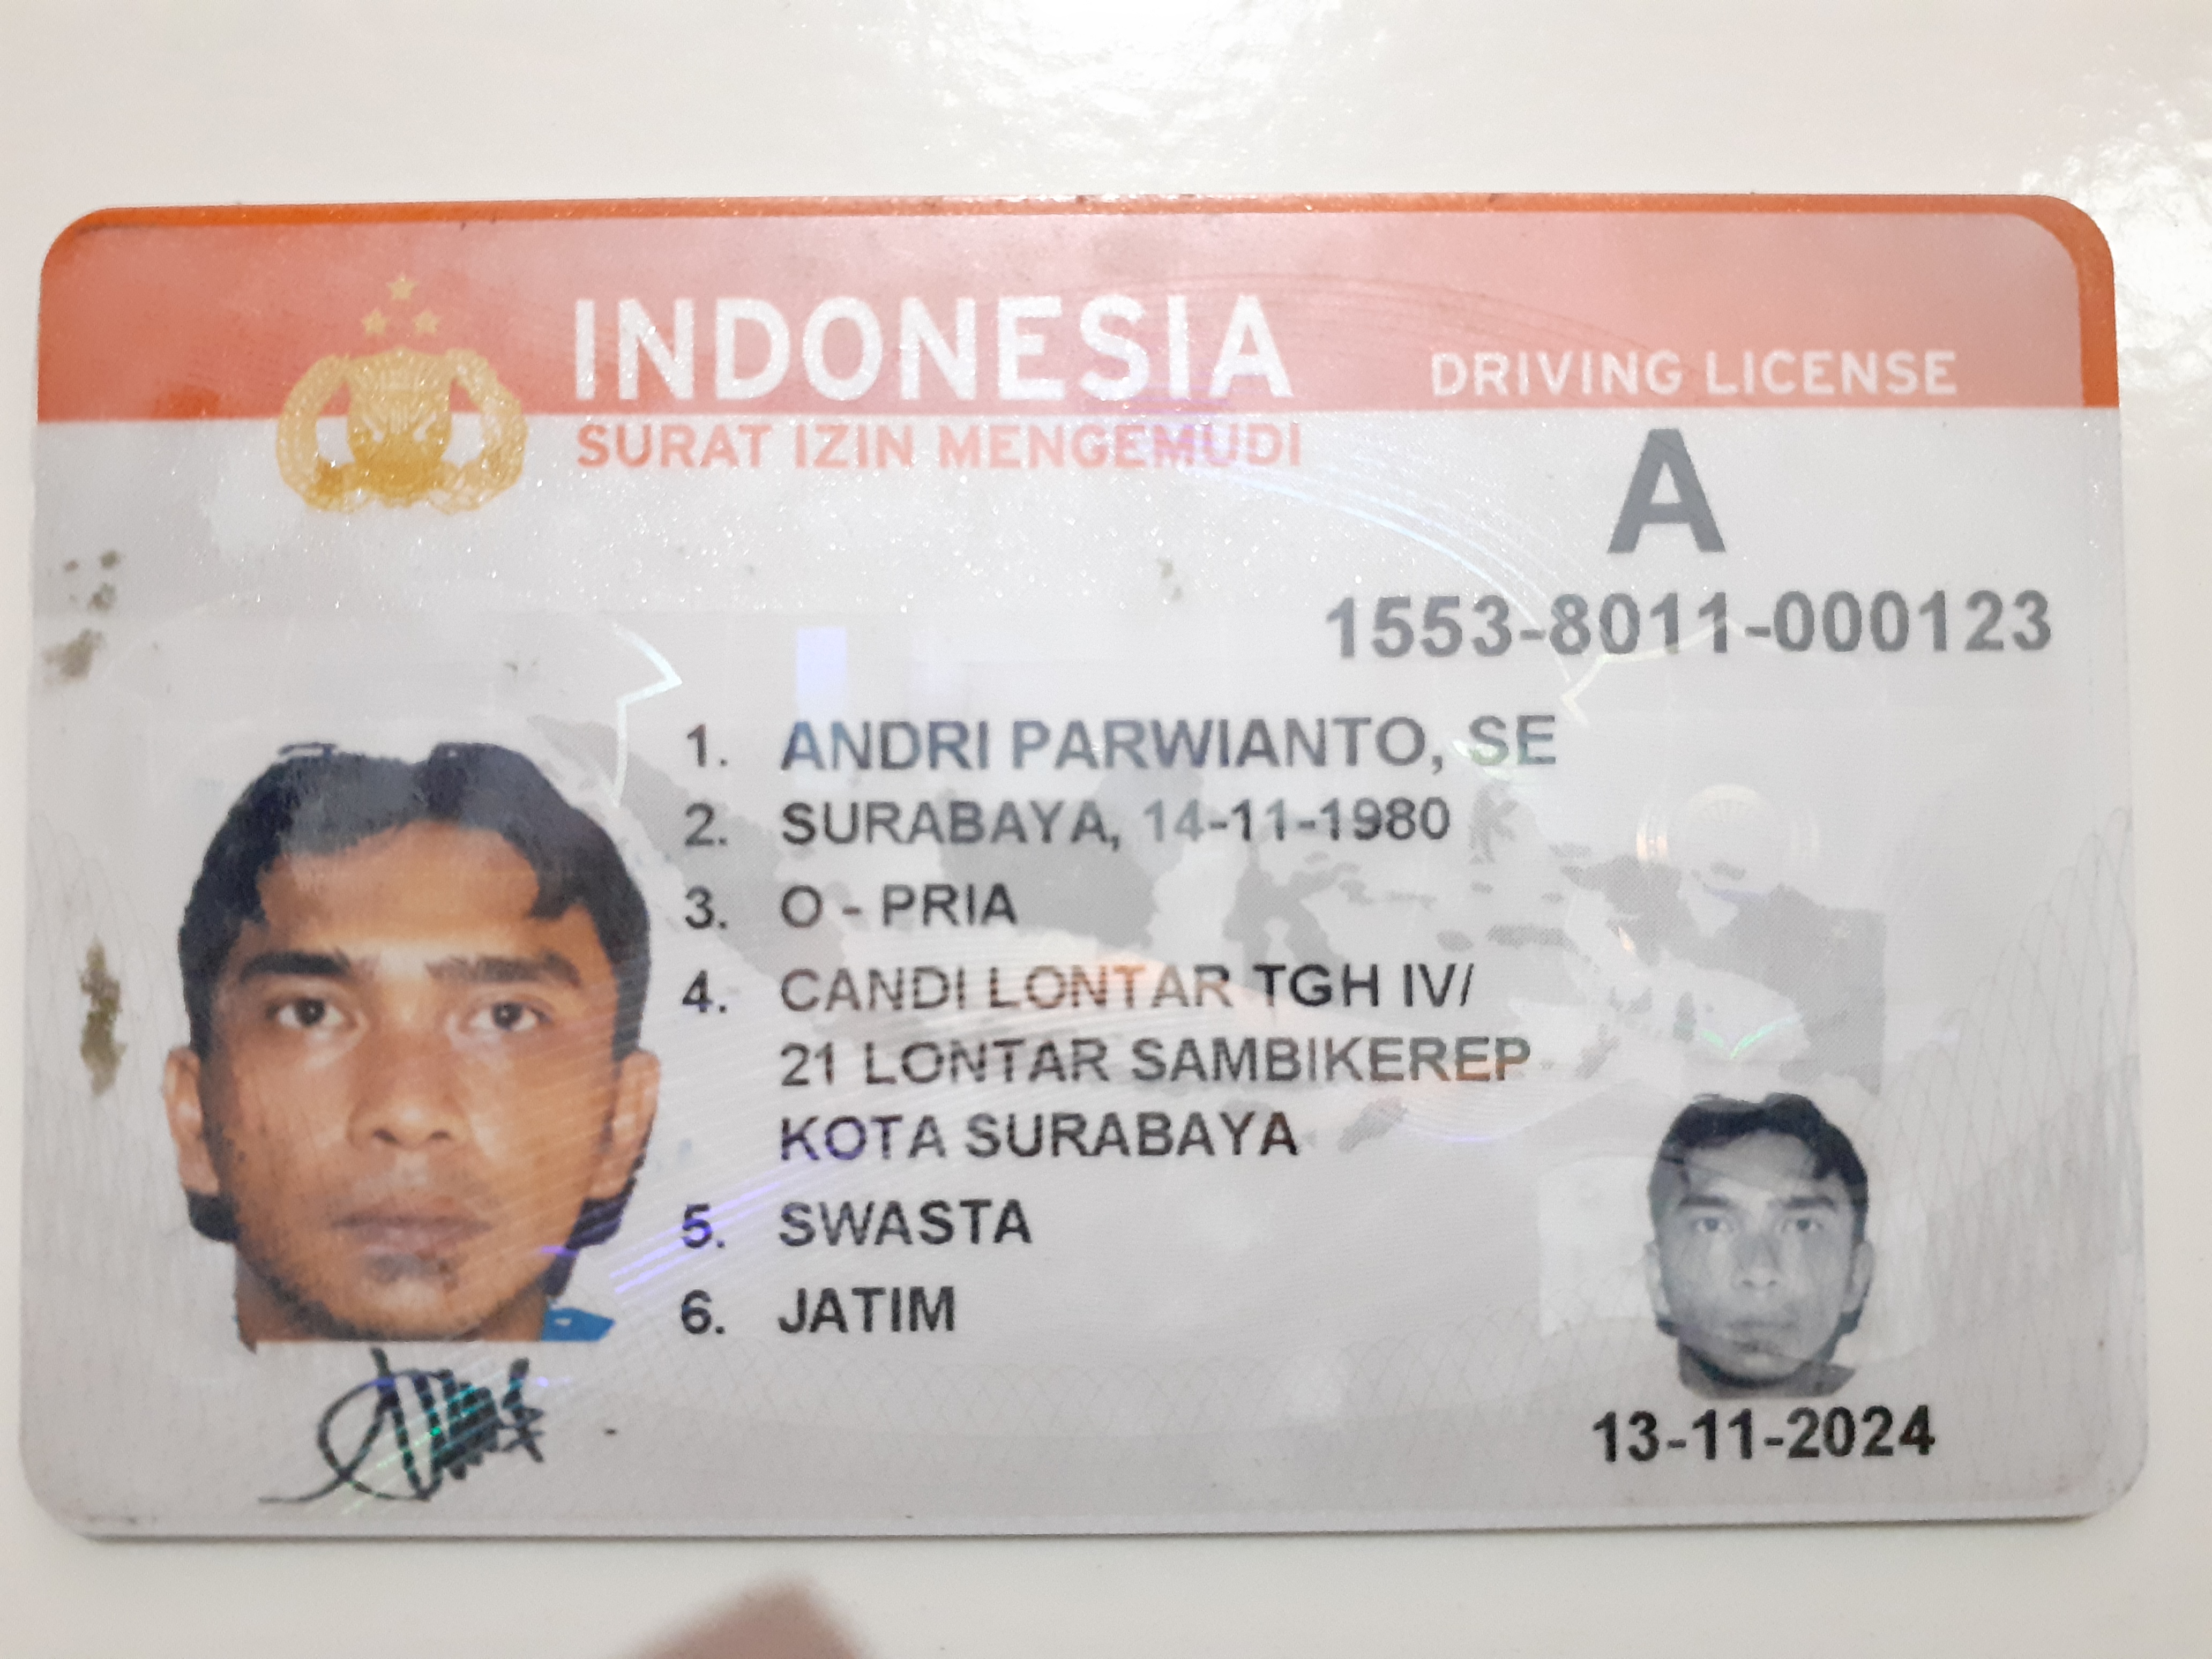 INDONESIA DRIVING LICENSE
SURAT IZIN MENGEMUDI
A
1553-8011-000123
1. ANDRI PARWIANTO, SE
2. SURABAYA, 14-11-1980
3. O - PRIA
4. CANDI LONTAR TGH IV/
21 LONTAR SAMBIKEREP
KOTA SURABAYA
5. SWASTA
6. JATIM
13-11-2024